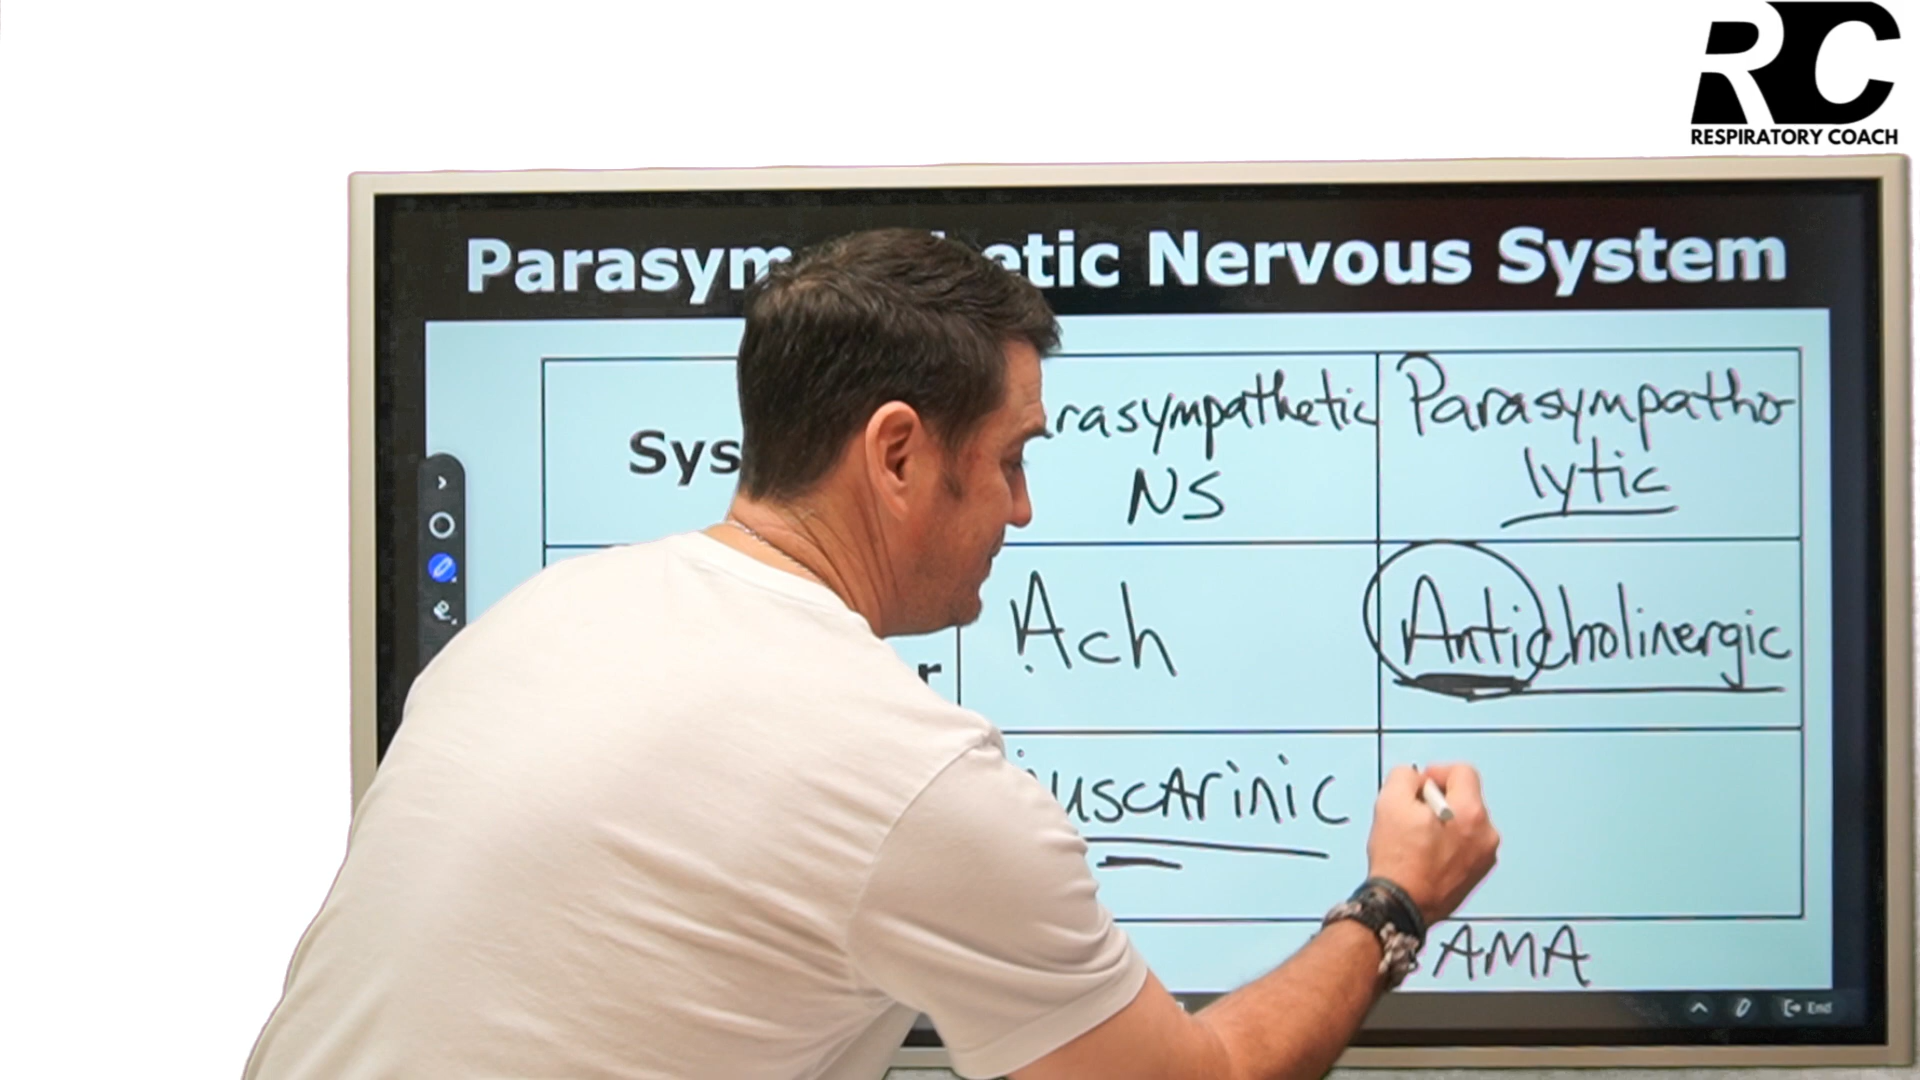 RC
RESPIRATORY COACH
Parasym etic Nervous System
Sys
rasympathetic
NS
Parasympatho
lytic
r
Ach
Anticholinergic
uscarinic
AMA
End